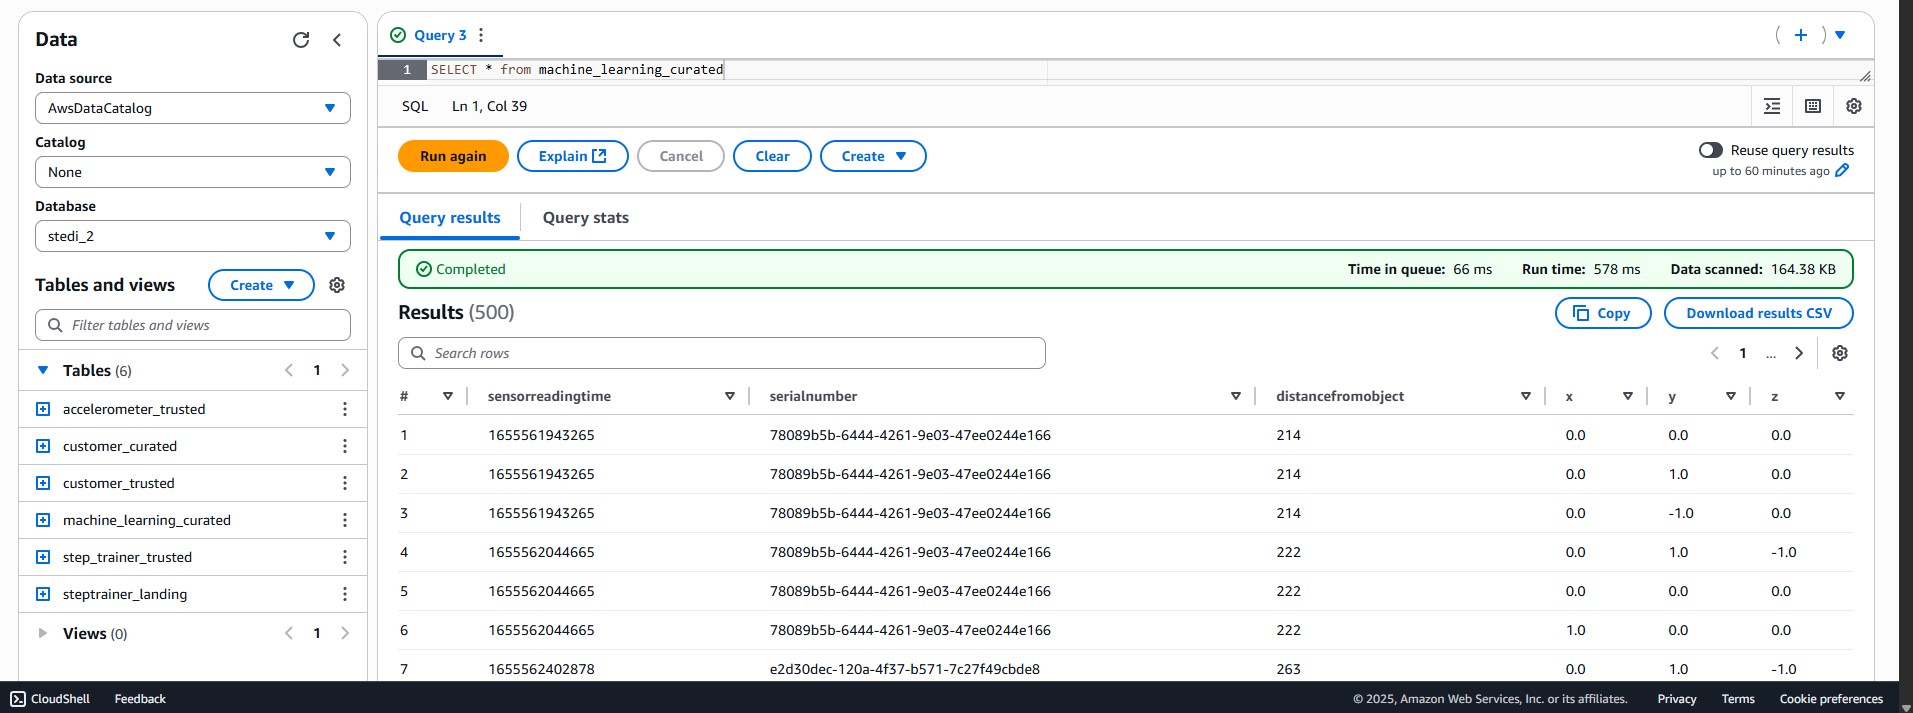 Data
Data source
AwsDataCatalog
Catalog
None
Database
stedi_2
Tables and views
Create
Filter tables and views
Tables (6)
1
accelerometer_trusted
customer_curated
customer_trusted
machine_learning_curated
step_trainer_trusted
steptrainer_landing
Views (0)
1
Query 3
1 SELECT * from machine_learning_curated
SQL Ln 1, Col 39
Run again Explain Cancel Clear Create
Reuse query results
up to 60 minutes ago
Query results Query stats
Completed Time in queue: 66 ms Run time: 578 ms Data scanned: 164.38 KB
Results (500) Copy Download results CSV
Search rows 1 ...
# sensorreadingtime serialnumber distancefromobject x y z
1 1655561943265 78089b5b-6444-4261-9e03-47ee0244e166 214 0.0 0.0 0.0
2 1655561943265 78089b5b-6444-4261-9e03-47ee0244e166 214 0.0 1.0 0.0
3 1655561943265 78089b5b-6444-4261-9e03-47ee0244e166 214 0.0 -1.0 0.0
4 1655562044665 78089b5b-6444-4261-9e03-47ee0244e166 222 0.0 1.0 -1.0
5 1655562044665 78089b5b-6444-4261-9e03-47ee0244e166 222 0.0 0.0 0.0
6 1655562044665 78089b5b-6444-4261-9e03-47ee0244e166 222 1.0 0.0 0.0
7 1655562402878 e2d30dec-120a-4f37-b571-7c27f49cbde8 263 0.0 1.0 -1.0
CloudShell Feedback © 2025, Amazon Web Services, Inc. or its affiliates. Privacy Terms Cookie preferences